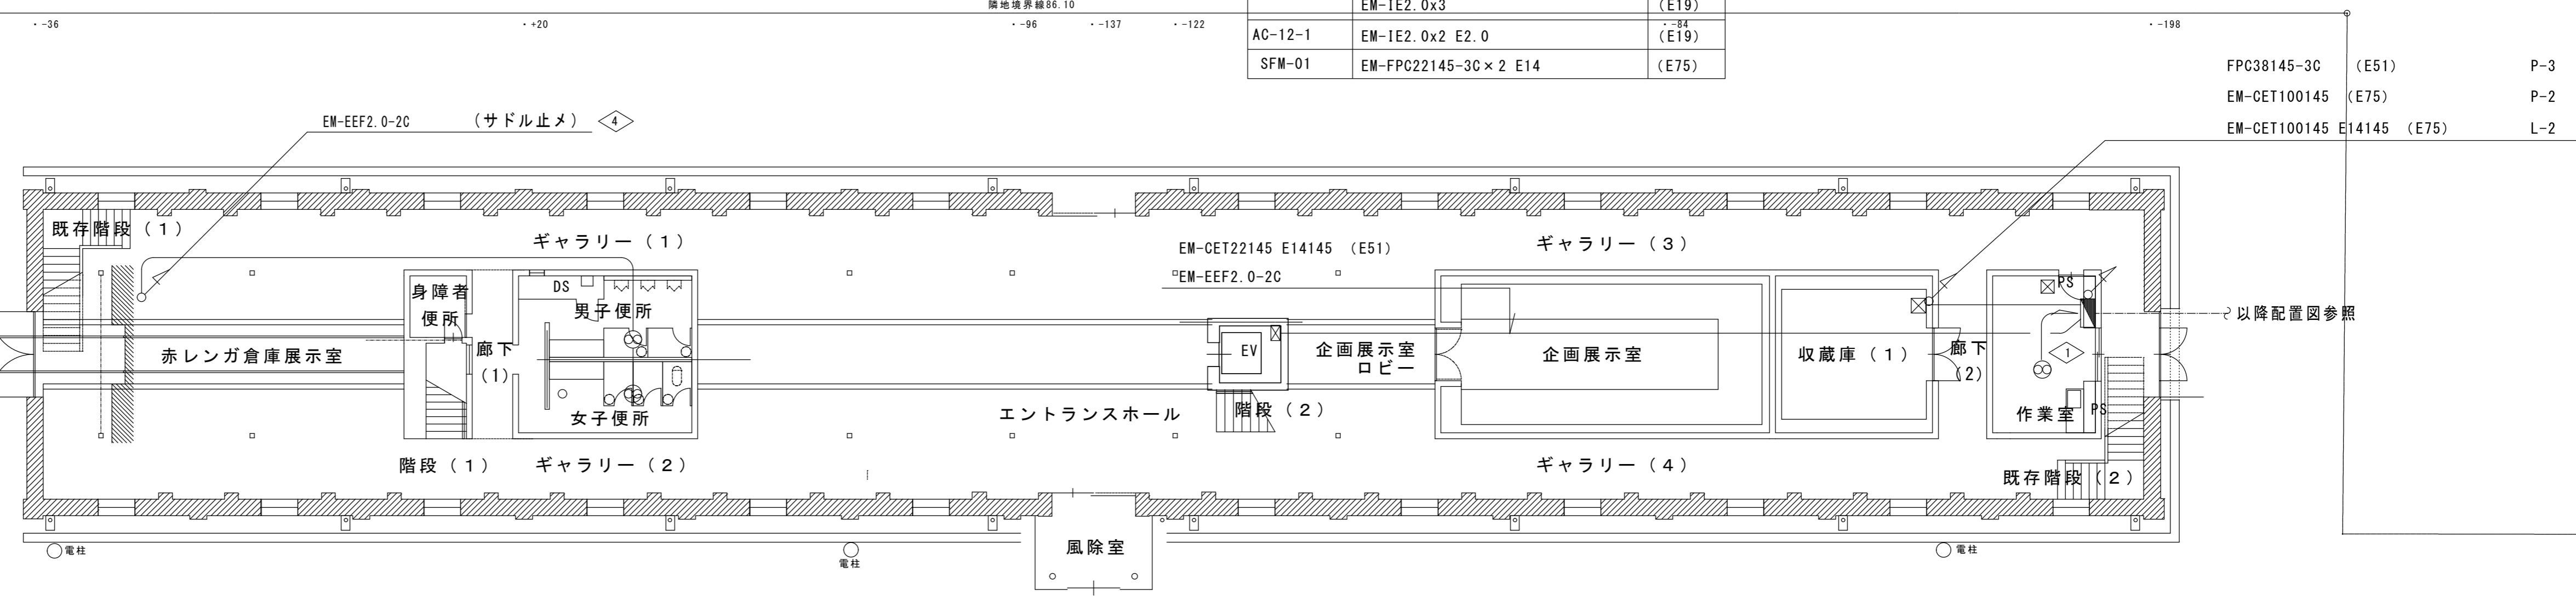 隣地境界線86.10
EM-IE2.0x3 (E19)
・-36 ・+20 ・-96 ・-137 ・-122 ・-84 ・-198
AC-12-1 EM-IE2.0x2 E2.0 (E19)
SFM-01 EM-FPC22145-3C×2 E14 (E75)
FPC38145-3C (E51) P-3
EM-CET100145 (E75) P-2
EM-CET100145 E14145 (E75) L-2
EM-EEF2.0-2C (サドル止メ) 4
既存階段(1)
ギャラリー(1)
EM-CET22145 E14145 (E51)
EM-EEF2.0-2C
ギャラリー(3)
身障者
便所
DS
男子便所
PS
以降配置図参照
赤レンガ倉庫展示室
廊下
(1)
女子便所
EV
企画展示室
ロビー
企画展示室
収蔵庫(1)
廊下
(2)
1
作業室
PS
エントランスホール
階段(2)
階段(1)
ギャラリー(2)
ギャラリー(4)
既存階段(2)
風除室
電柱
電柱
電柱